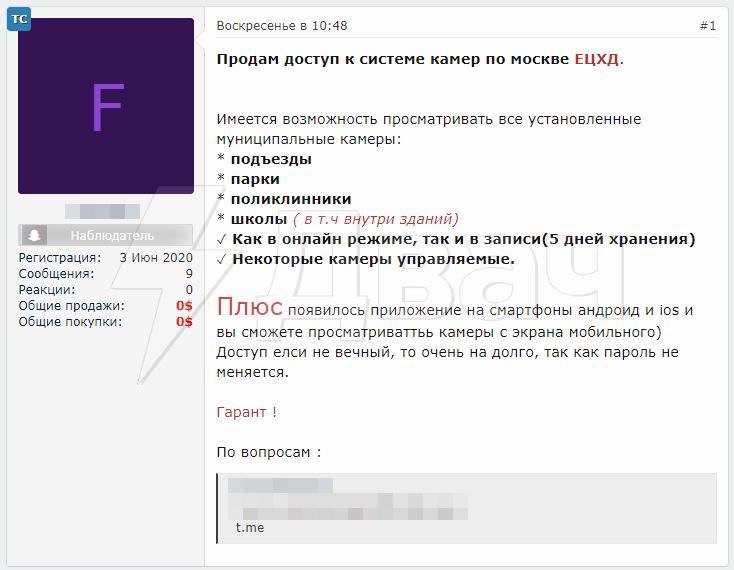 TC
F
Наблюдатель
Регистрация: 3 Июн 2020
Сообщения: 9
Реакции: 0
Общие продажи: 0$
Общие покупки: 0$
Воскресенье в 10:48 #1
Продам доступ к системе камер по москве ЕЦХД.
Имеется возможность просматривать все установленные
муниципальные камеры:
* подъезды
* парки
* поликлинники
* школы ( в т.ч внутри зданий)
✓ Как в онлайн режиме, так и в записи(5 дней хранения)
✓ Некоторые камеры управляемые.
Плюс появилось приложение на смартфоны андроид и ios и
вы сможете просматриваттьь камеры с экрана мобильного)
Доступ елси не вечный, то очень на долго, так как пароль не
меняется.
Гарант !
По вопросам :
t.me
Двач